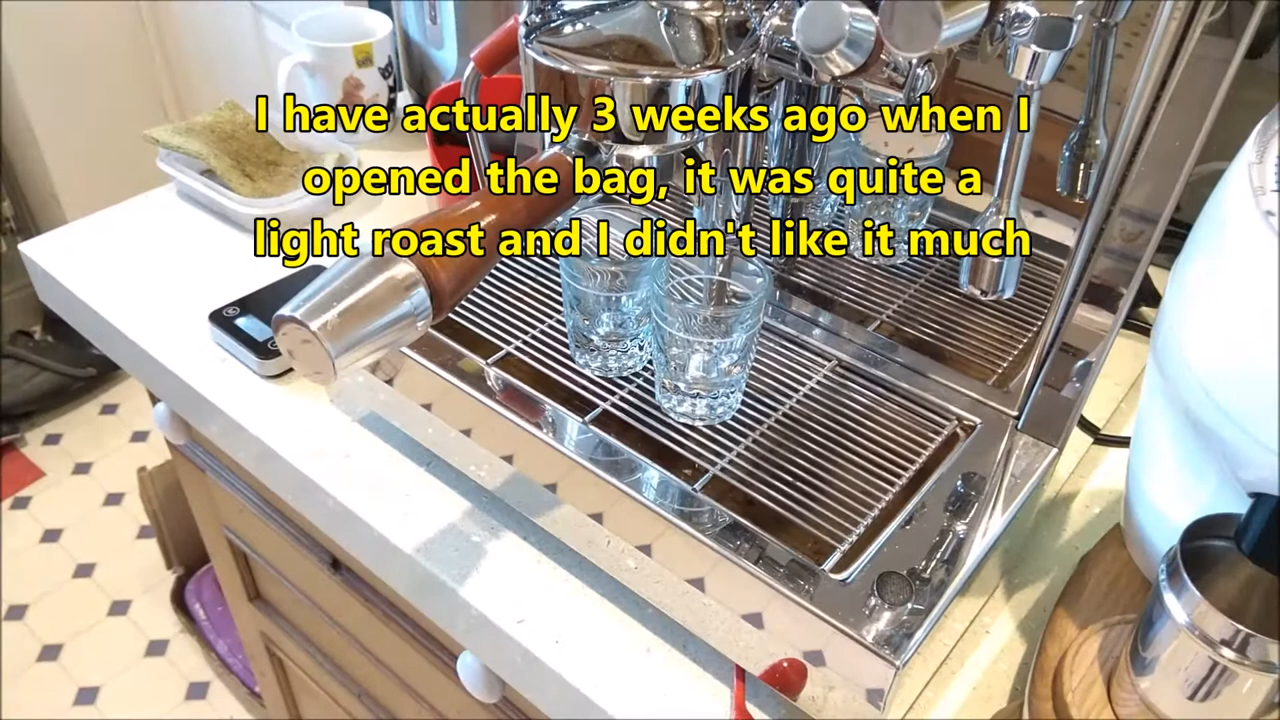 I have actually 3 weeks ago when I
opened the bag, it was quite a
light roast and I didn't like it much